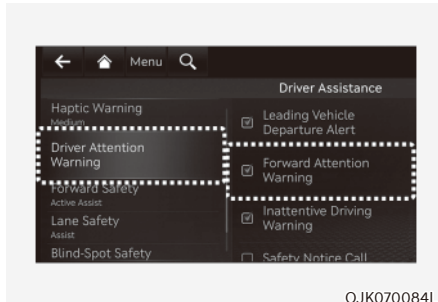 Menu
Driver Assistance
Haptic Warning
Medium
Driver Attention
Warning
Forward Safety
Active Assist
Lane Safety
Assist
Blind-Spot Safety
Leading Vehicle
Departure Alert
Forward Attention
Warning
Inattentive Driving
Warning
Safety Notice Call
OJK070084L